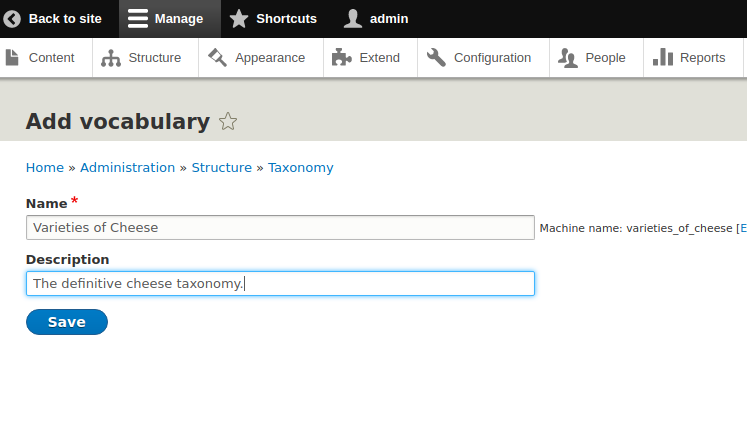 Back to site Manage Shortcuts admin
Content Structure Appearance Extend Configuration People Reports
Add vocabulary
Home » Administration » Structure » Taxonomy
Name *
Varieties of Cheese Machine name: varieties_of_cheese [E
Description
The definitive cheese taxonomy.
Save